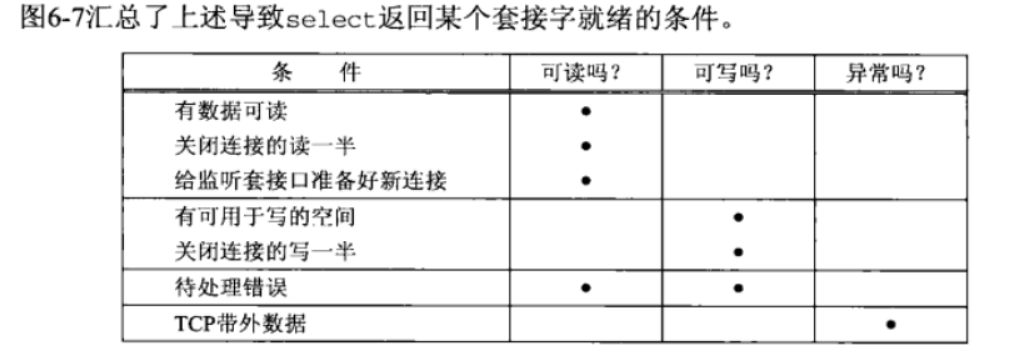 图6-7汇总了上述导致select返回某个套接字就绪的条件。
条 件 可读吗? 可写吗? 异常吗?
有数据可读 •
关闭连接的读一半 •
给监听套接口准备好新连接 •
有可用于写的空间 •
关闭连接的写一半 •
待处理错误 • •
TCP带外数据 •